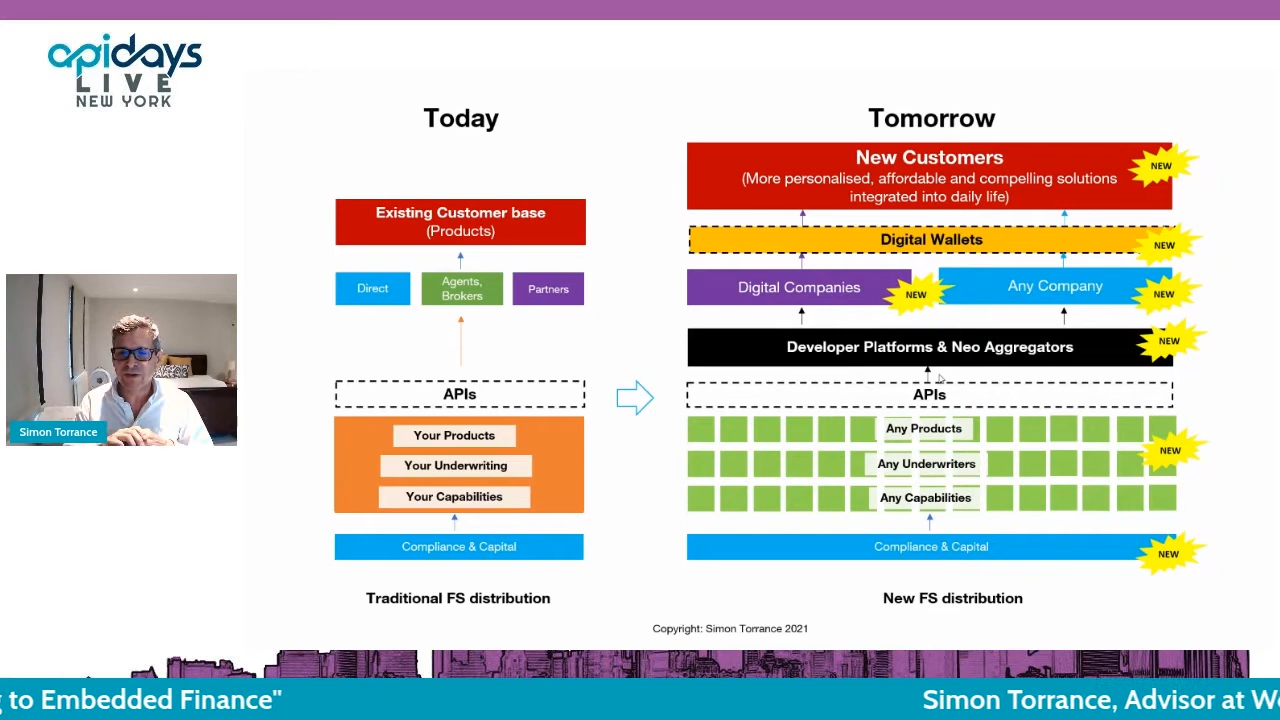 apidays
LIVE
NEW YORK
Today
Tomorrow
Existing Customer base
(Products)
Direct
Agents,
Brokers
Partners
APIs
Your Products
Your Underwriting
Your Capabilities
Compliance & Capital
Traditional FS distribution
New Customers
(More personalised, affordable and compelling solutions
integrated into daily life)
NEW
Digital Wallets
NEW
Digital Companies
NEW
Any Company
NEW
Developer Platforms & Neo Aggregators
NEW
APIs
Any Products
Any Underwriters
Any Capabilities
NEW
Compliance & Capital
NEW
New FS distribution
Copyright: Simon Torrance 2021
Simon Torrance
g to Embedded Finance"
Simon Torrance, Advisor at W